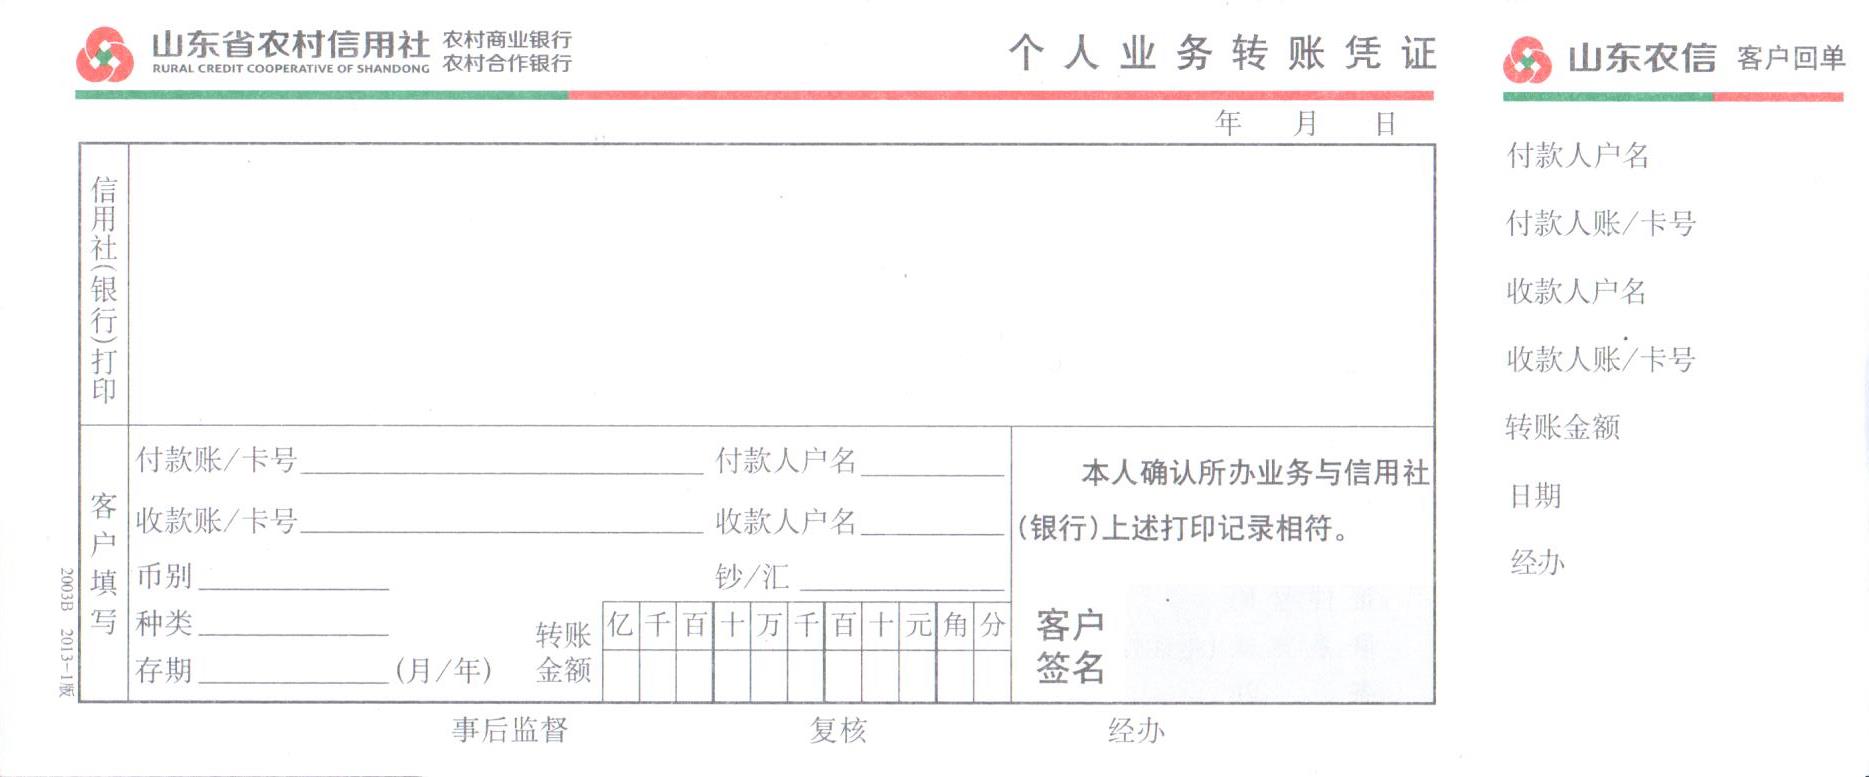 山东省农村信用社 农村商业银行
RURAL CREDIT COOPERATIVE OF SHANDONG 农村合作银行
个人业务转账凭证
年 月 日
信用社(银行)打印
客户填写
付款账/卡号 付款人户名
收款账/卡号 收款人户名
币别 钞/汇
种类
存期 (月/年)
转账金额
亿 千 百 十 万 千 百 十 元 角 分
本人确认所办业务与信用社
(银行)上述打印记录相符。
客户
签名
事后监督 复核 经办
2003B 2013-1版
山东农信 客户回单
付款人户名
付款人账/卡号
收款人户名
收款人账/卡号
转账金额
日期
经办